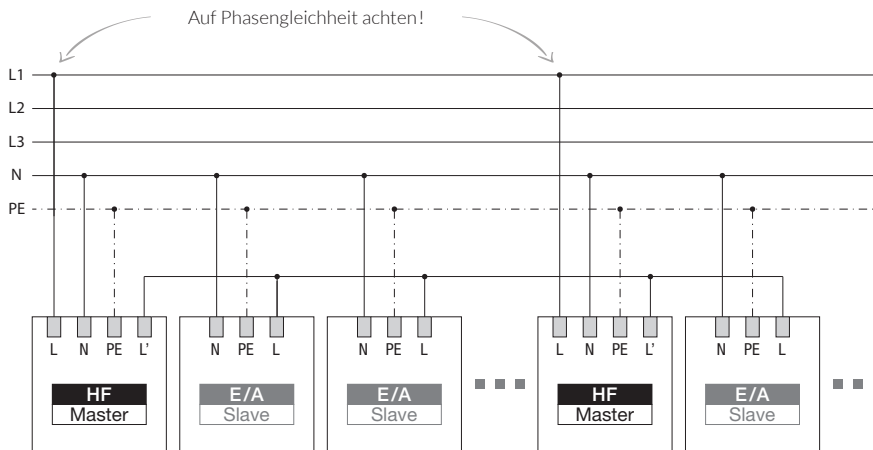 Auf Phasengleichheit achten!
L1
L2
L3
N
PE
L N PE L' N PE L N PE L L N PE L' N PE L
HF E/A E/A HF E/A
Master Slave Slave Master Slave